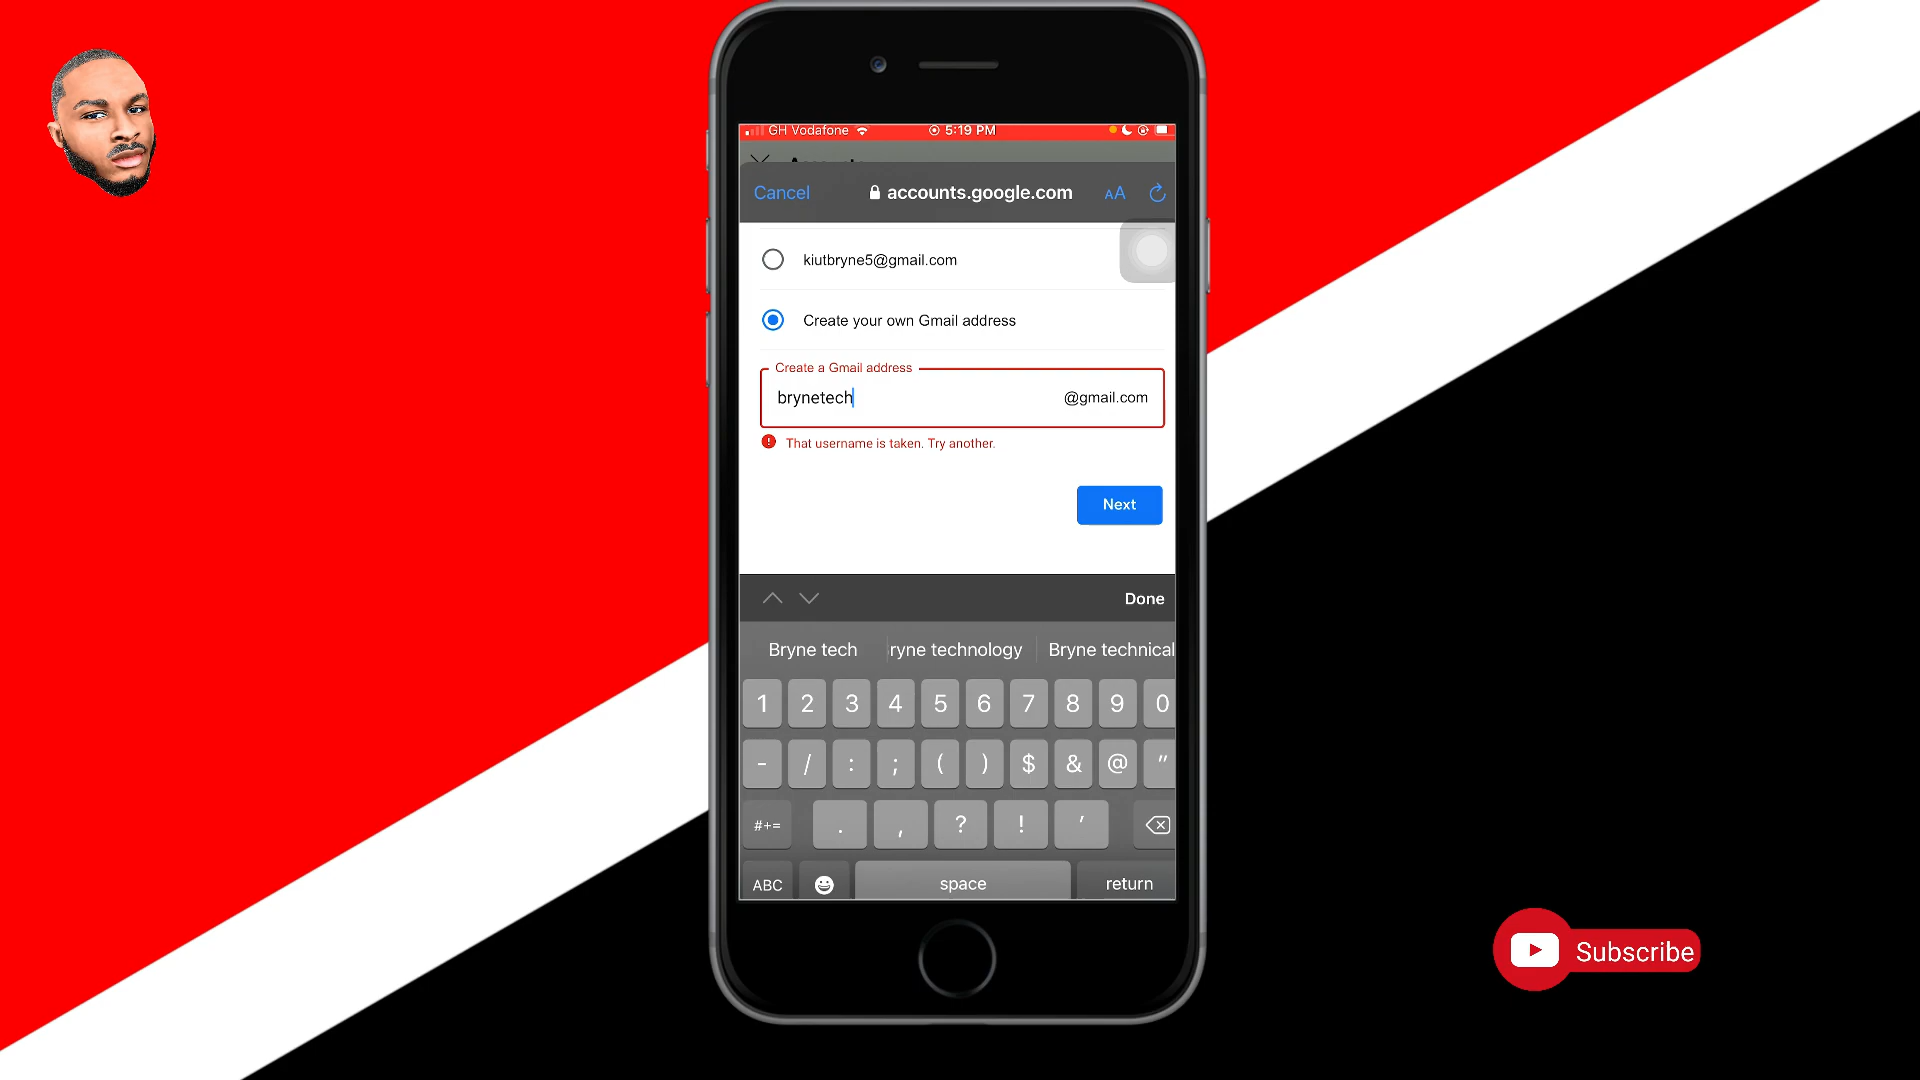 GH Vodafone 5:19 PM
Cancel accounts.google.com AA
kiutbryne5@gmail.com
Create your own Gmail address
Create a Gmail address
brynetech @gmail.com
That username is taken. Try another.
Next
Done
Bryne tech ryne technology Bryne technical
1 2 3 4 5 6 7 8 9 0
- / : ; ( ) $ & @ "
#+= . , ? ! '
ABC space return
Subscribe